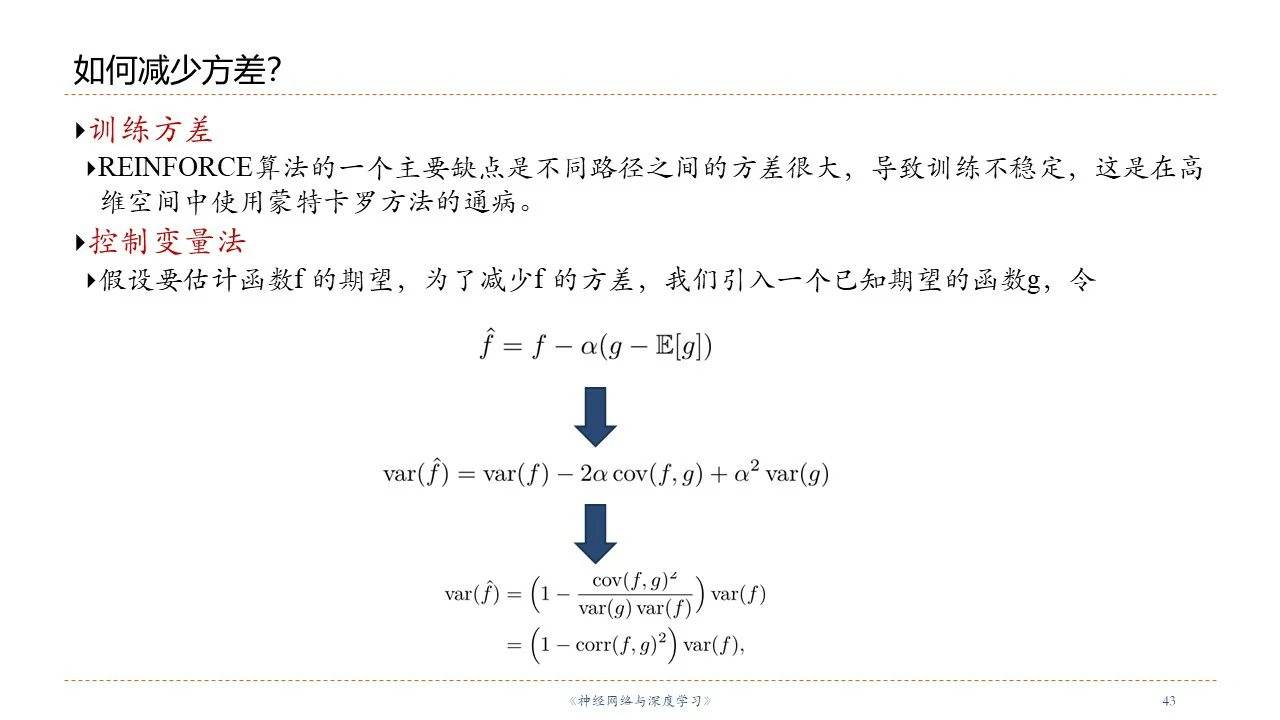 如何减少方差?
训练方差
REINFORCE算法的一个主要缺点是不同路径之间的方差很大，导致训练不稳定，这是在高
维空间中使用蒙特卡罗方法的通病。
控制变量法
假设要估计函数f 的期望，为了减少f 的方差，我们引入一个已知期望的函数g，令
$\hat{f} = f - \alpha(g - \mathbb{E}[g])$
$\mathrm{var}(\hat{f}) = \mathrm{var}(f) - 2\alpha\,\mathrm{cov}(f, g) + \alpha^2\,\mathrm{var}(g)$
$\mathrm{var}(\hat{f}) = \left(1 - \frac{\mathrm{cov}(f, g)^2}{\mathrm{var}(g)\,\mathrm{var}(f)}\right)\mathrm{var}(f)$
$= \left(1 - \mathrm{corr}(f, g)^2\right)\mathrm{var}(f),$
《神经网络与深度学习》
43